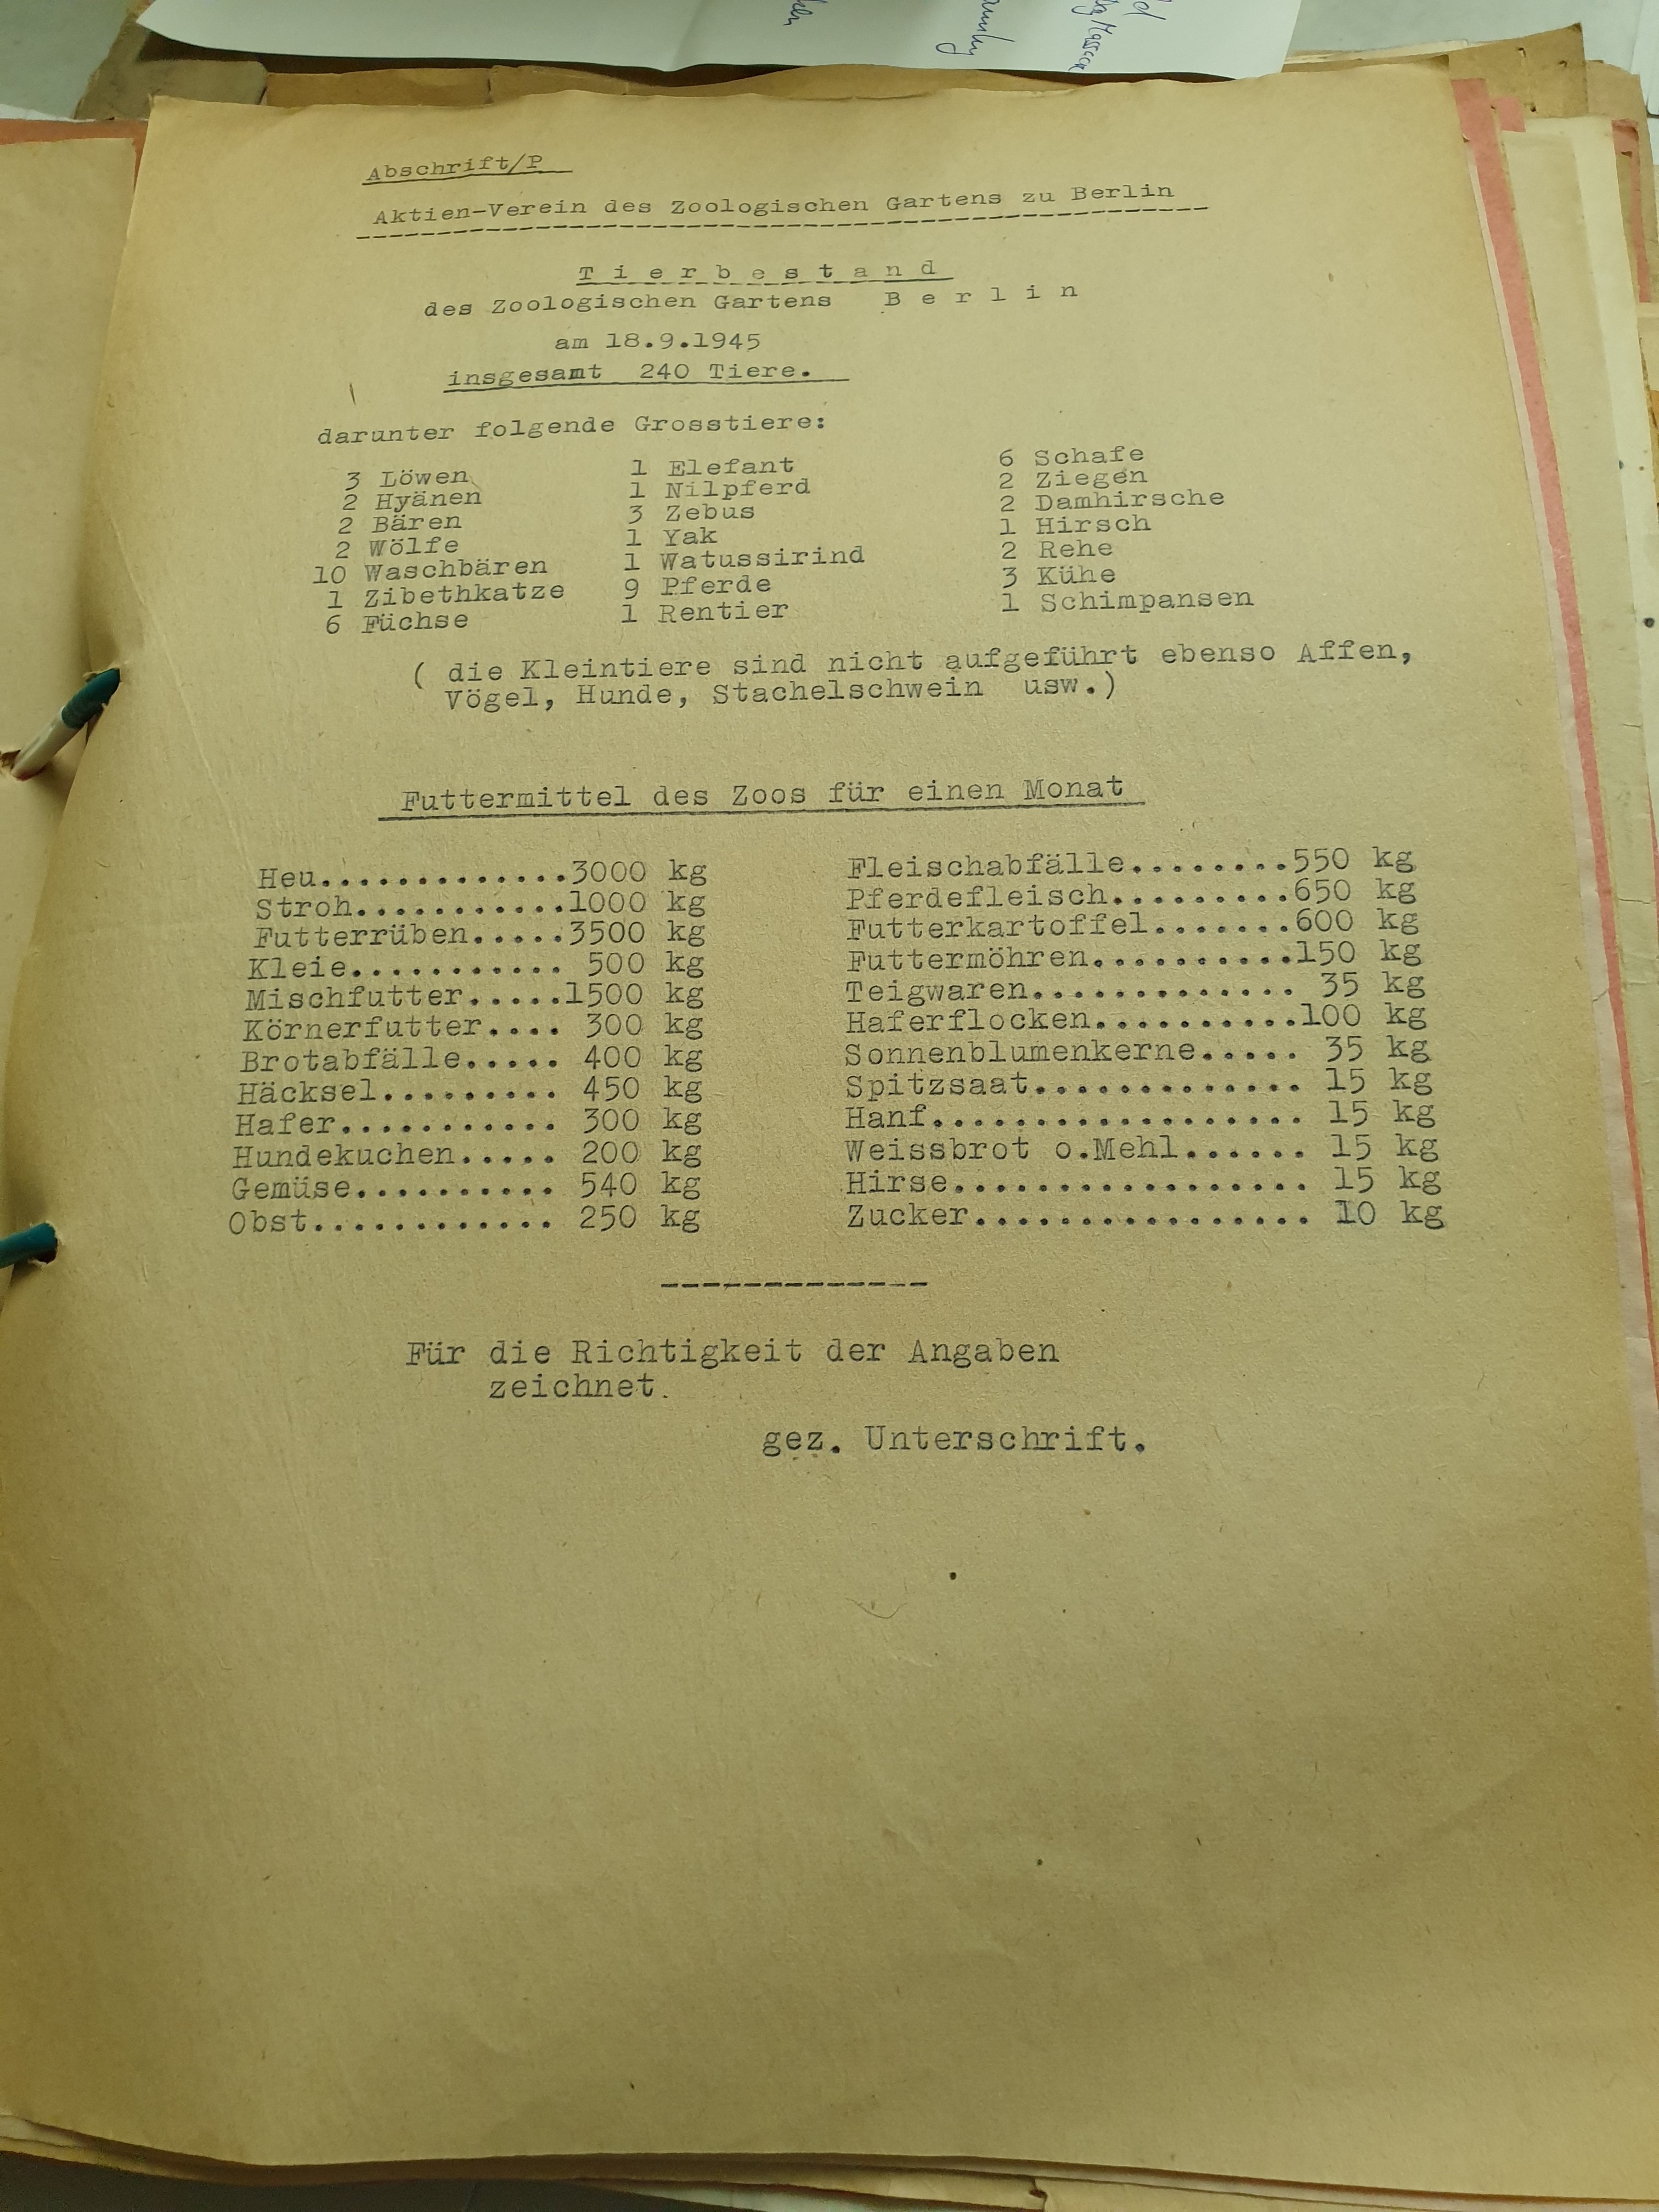 Abschrift/P
Aktien-Verein des Zoologischen Gartens zu Berlin
Tierbestand
des Zoologischen Gartens Berlin
am 18.9.1945
insgesamt 240 Tiere.
darunter folgende Grosstiere:
3 Löwen 1 Elefant 6 Schafe
2 Hyänen 1 Nilpferd 2 Ziegen
2 Bären 3 Zebus 2 Damhirsche
2 Wölfe 1 Yak 1 Hirsch
10 Waschbären 1 Watussirind 2 Rehe
1 Zibethkatze 9 Pferde 3 Kühe
6 Füchse 1 Rentier 1 Schimpansen
( die Kleintiere sind nicht aufgeführt ebenso Affen,
Vögel, Hunde, Stachelschwein usw.)
Futtermittel des Zoos für einen Monat
Heu.............3000 kg Fleischabfälle........550 kg
Stroh...........1000 kg Pferdefleisch.........650 kg
Futterrüben.....3500 kg Futterkartoffel.......600 kg
Kleie........... 500 kg Futtermöhren..........150 kg
Mischfutter.....1500 kg Teigwaren............. 35 kg
Körnerfutter.... 300 kg Haferflocken..........100 kg
Brotabfälle..... 400 kg Sonnenblumenkerne..... 35 kg
Häcksel......... 450 kg Spitzsaat............. 15 kg
Hafer........... 300 kg Hanf.................. 15 kg
Hundekuchen..... 200 kg Weissbrot o.Mehl...... 15 kg
Gemüse.......... 540 kg Hirse................. 15 kg
Obst............ 250 kg Zucker................ 10 kg
-------------
Für die Richtigkeit der Angaben
zeichnet.
gez. Unterschrift.